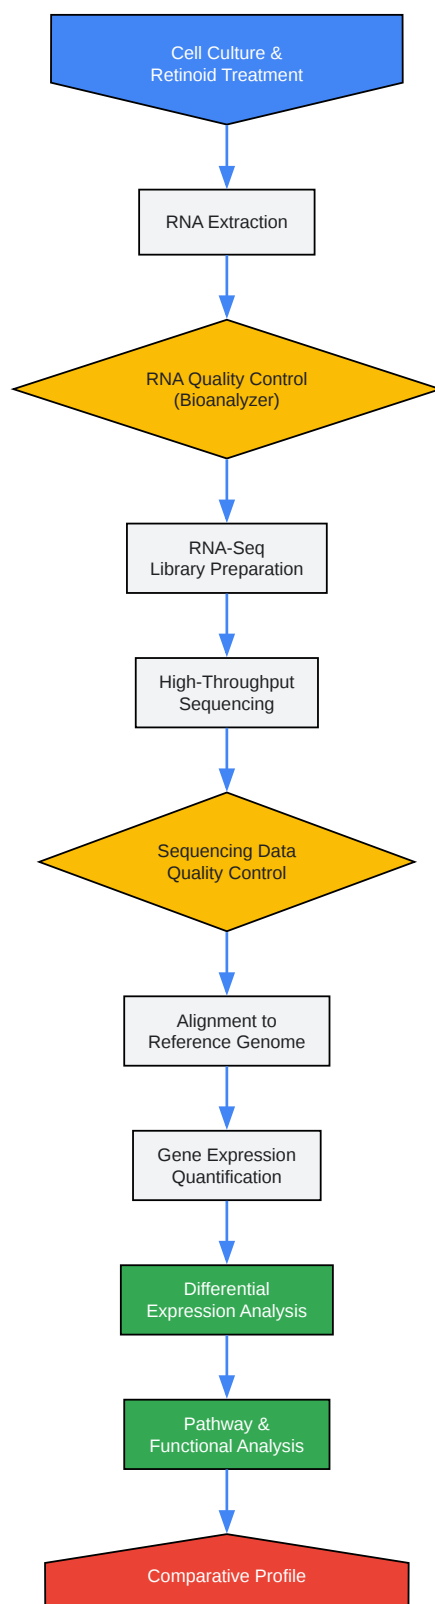 Cell Culture &
Retinoid Treatment
RNA Extraction
RNA Quality Control
(Bioanalyzer)
RNA-Seq
Library Preparation
High-Throughput
Sequencing
Sequencing Data
Quality Control
Alignment to
Reference Genome
Gene Expression
Quantification
Differential
Expression Analysis
Pathway &
Functional Analysis
Comparative Profile